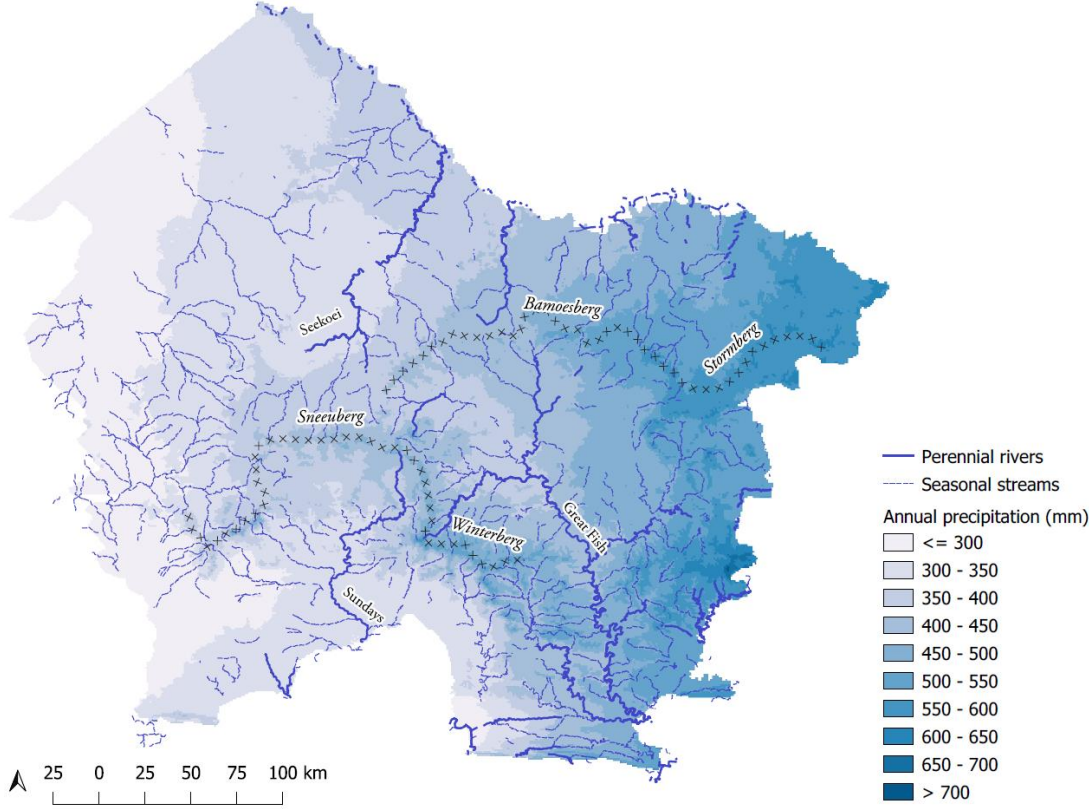 Seekoei
Bamoesberg
Stormberg
Sneeuberg
Winterberg
Great Fish
Sundays
Perennial rivers
Seasonal streams
Annual precipitation (mm)
<= 300
300 - 350
350 - 400
400 - 450
450 - 500
500 - 550
550 - 600
600 - 650
650 - 700
> 700
25 0 25 50 75 100 km